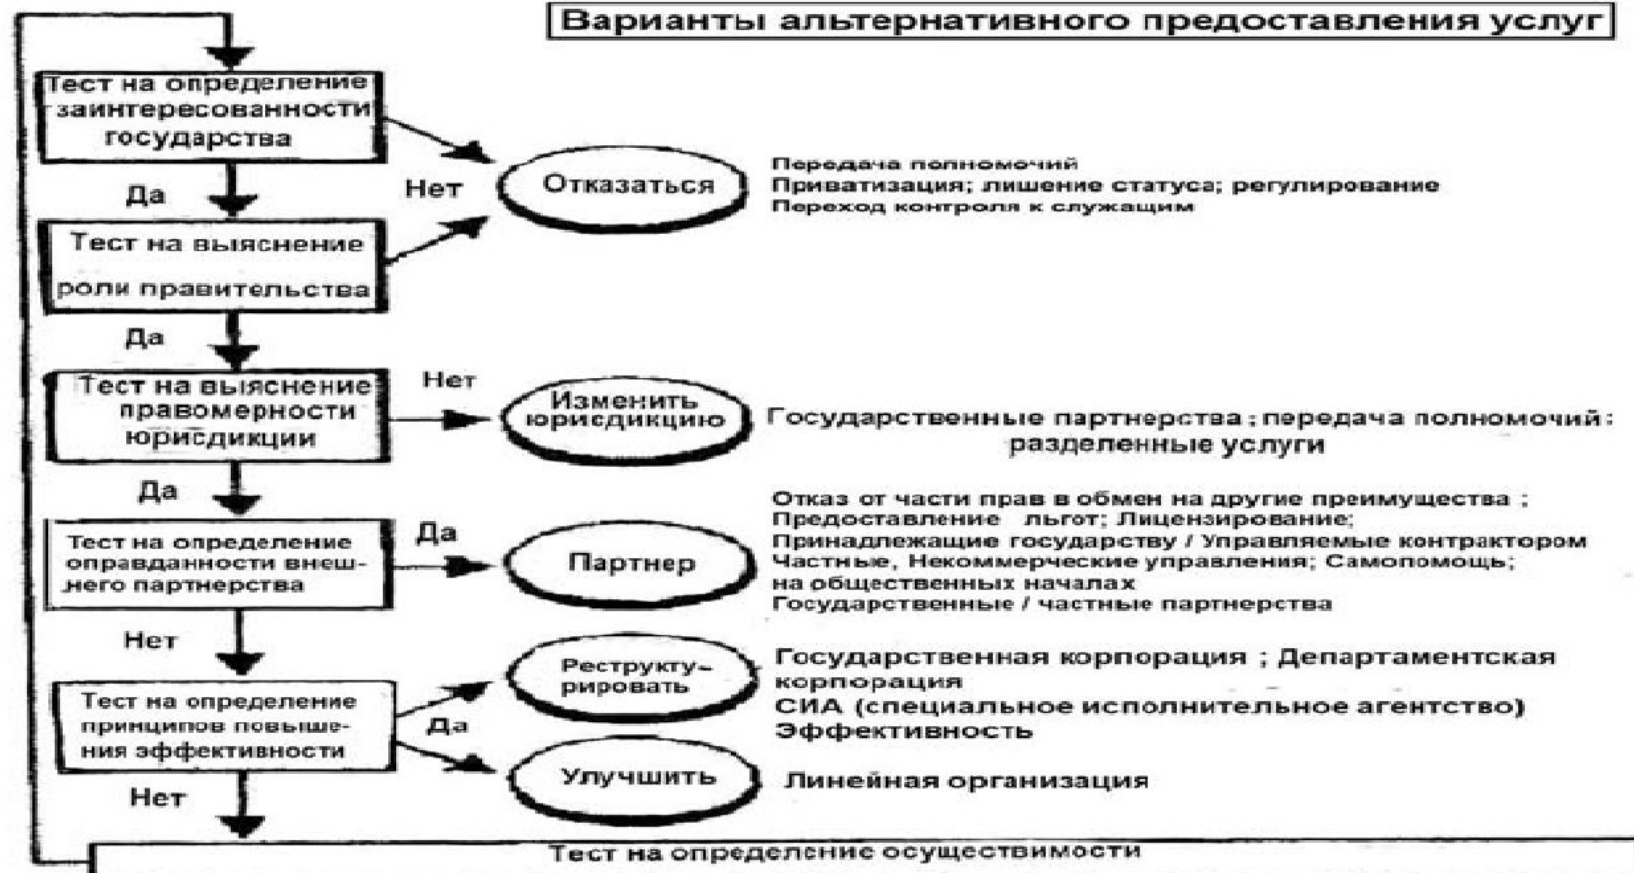 Варианты альтернативного предоставления услуг
Тест на определение
заинтересованности
государства
Да
Нет
Отказаться
Передача полномочий
Приватизация; лишение статуса; регулирование
Переход контроля к служащим
Тест на выяснение
роли правительства
Да
Тест на выяснение
правомерности
юрисдикции
Нет
Изменить
юрисдикцию
Государственные партнерства; передача полномочий:
разделенные услуги
Да
Тест на определение
оправданности внеш-
него партнерства
Да
Партнер
Отказ от части прав в обмен на другие преимущества ;
Предоставление льгот; Лицензирование;
Принадлежащие государству / Управляемые контрактором
Частные, Некоммерческие управления; Самопомощь;
на общественных началах
Государственные / частные партнерства
Нет
Тест на определение
принципов повыше-
ния эффективности
Да
Реструкту-
рировать
Государственная корпорация ; Департаментская
корпорация
СИА (специальное исполнительное агентство)
Эффективность
Улучшить
Линейная организация
Нет
Тест на определение осуществимости